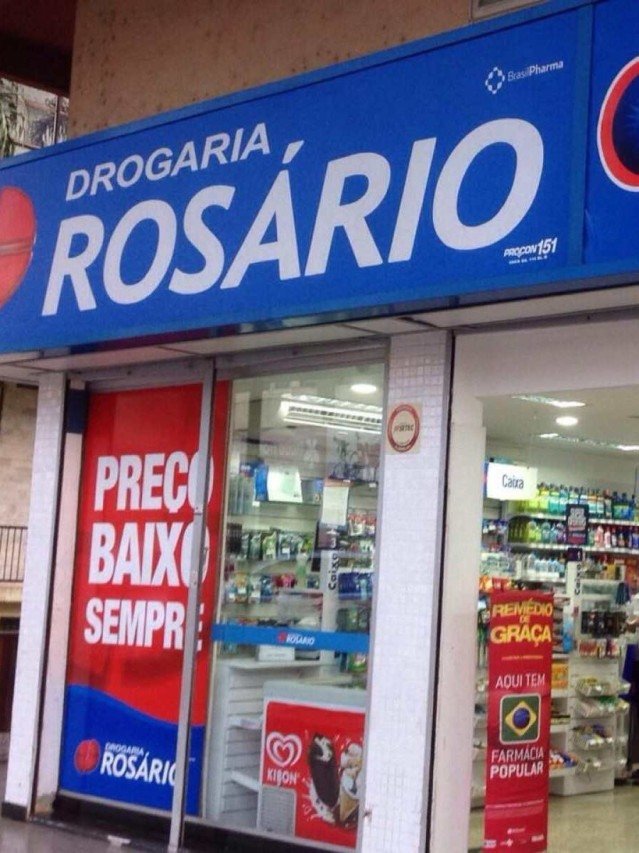 BrasilPharma
DROGARIA
ROSÁRIO
PROCON 151
PREÇO
BAIXO
SEMPRE
DROGARIA
ROSÁRIO
ROSÁRIO
KIBON
Caixa
Caixa
REMÉDIO
DE
GRAÇA
AQUI TEM
FARMÁCIA
POPULAR